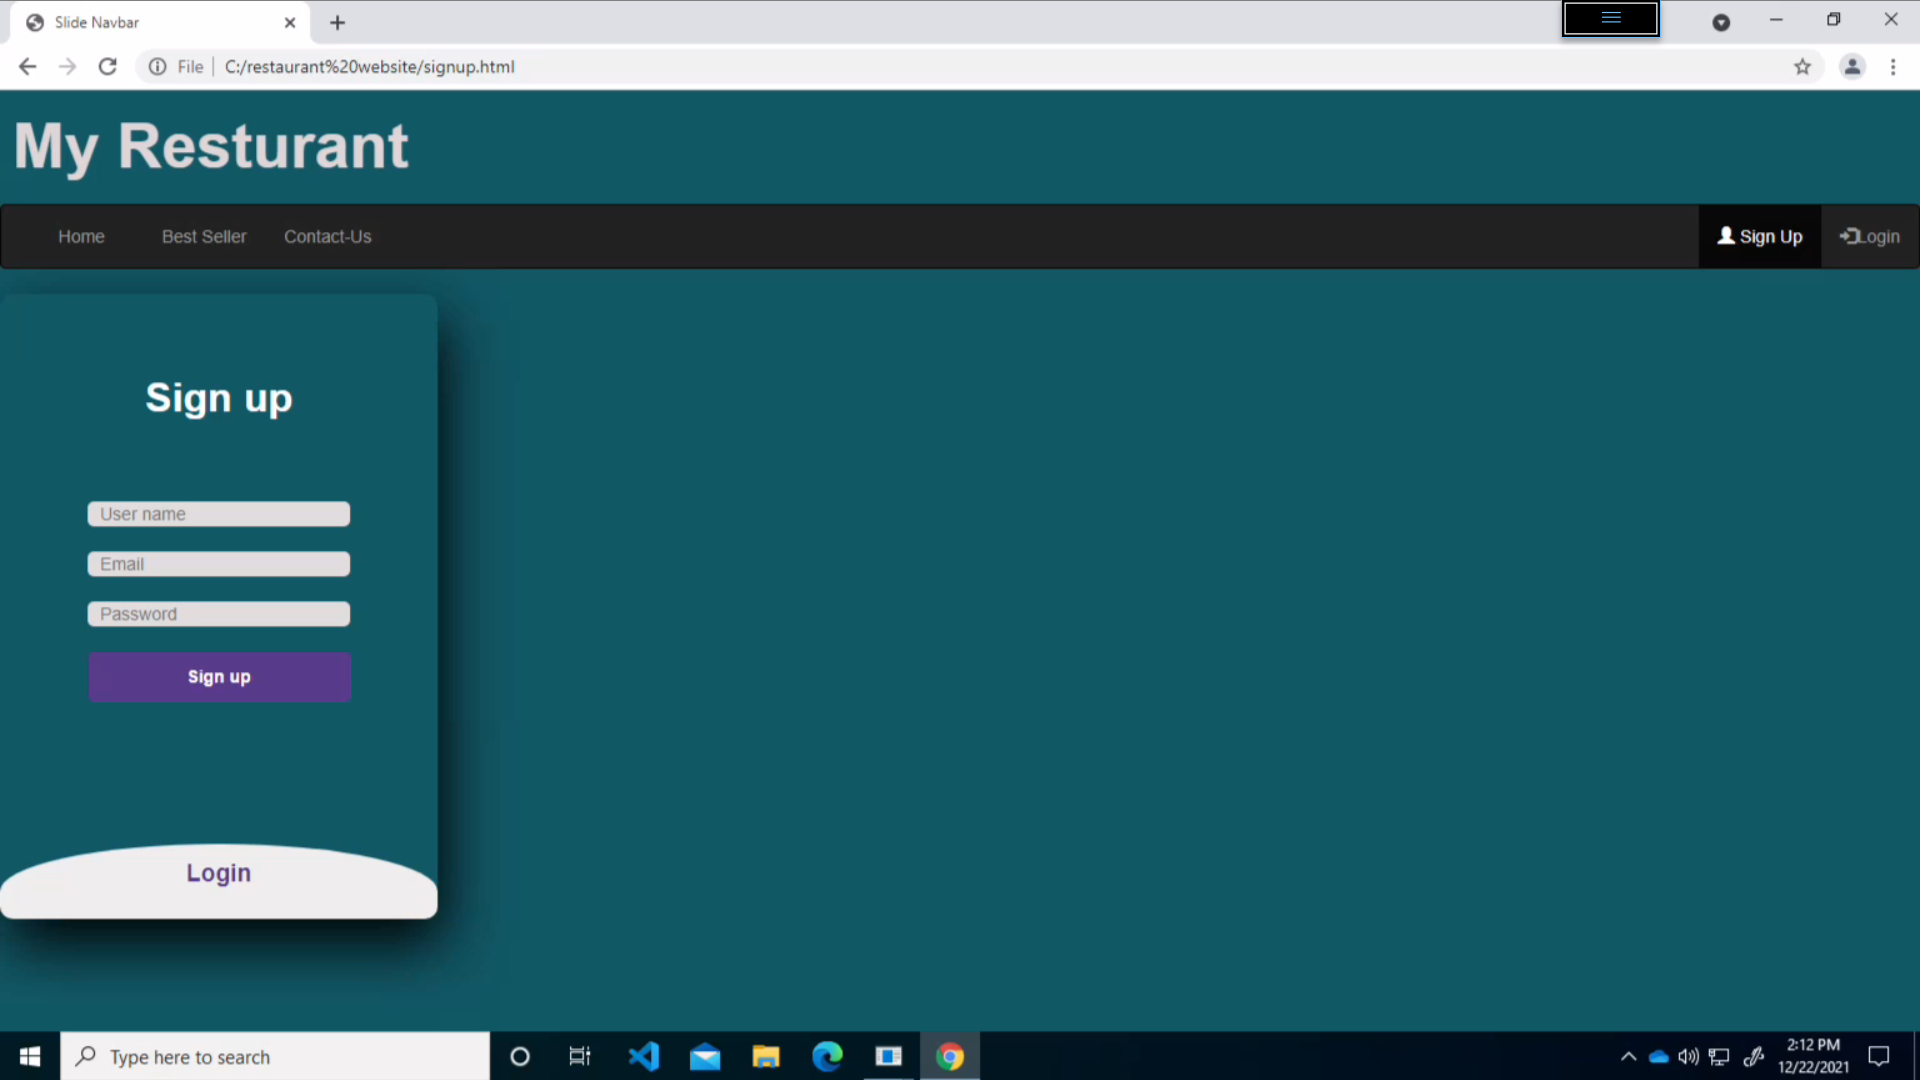 Slide Navbar
File C:/restaurant%20website/signup.html
My Resturant
Home Best Seller Contact-Us Sign Up Login
Sign up
User name
Email
Password
Sign up
Login
Type here to search
2:12 PM
12/22/2021